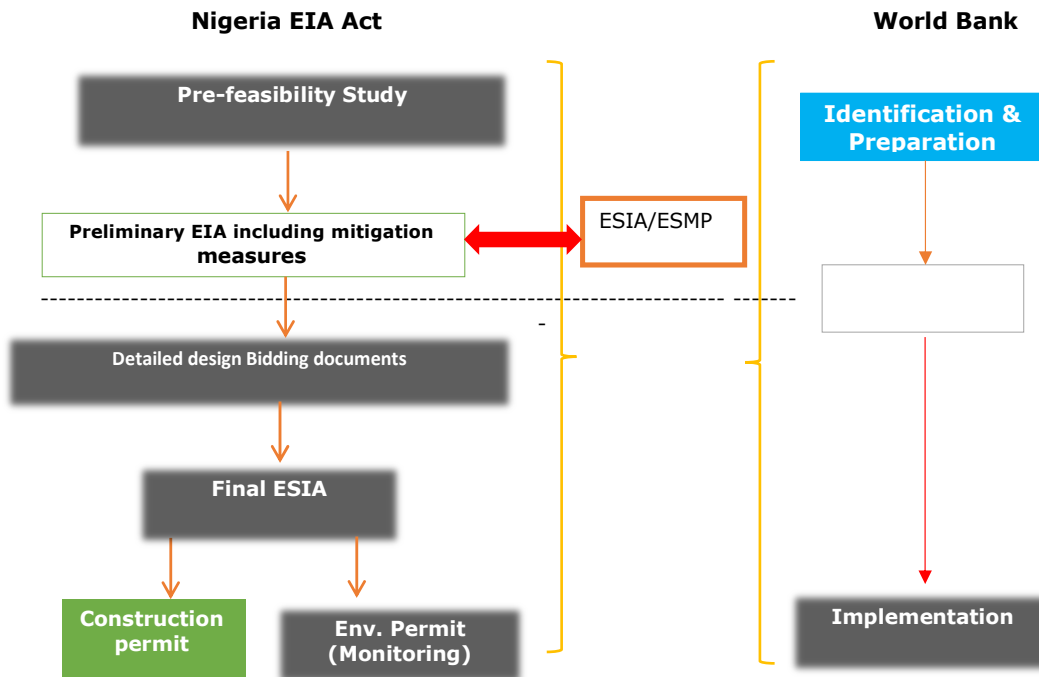 Nigeria EIA Act
World Bank
Pre-feasibility Study
Identification &
Preparation
Preliminary EIA including mitigation
measures
ESIA/ESMP
-
Detailed design Bidding documents
Final ESIA
Construction
permit
Env. Permit
(Monitoring)
Implementation